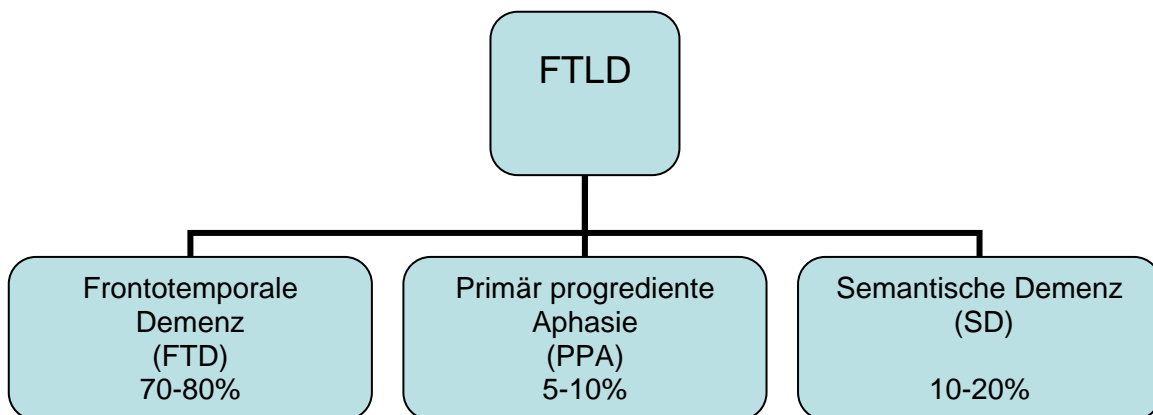 FTLD
Frontotemporale
Demenz
(FTD)
70-80%
Primär progrediente
Aphasie
(PPA)
5-10%
Semantische Demenz
(SD)
10-20%